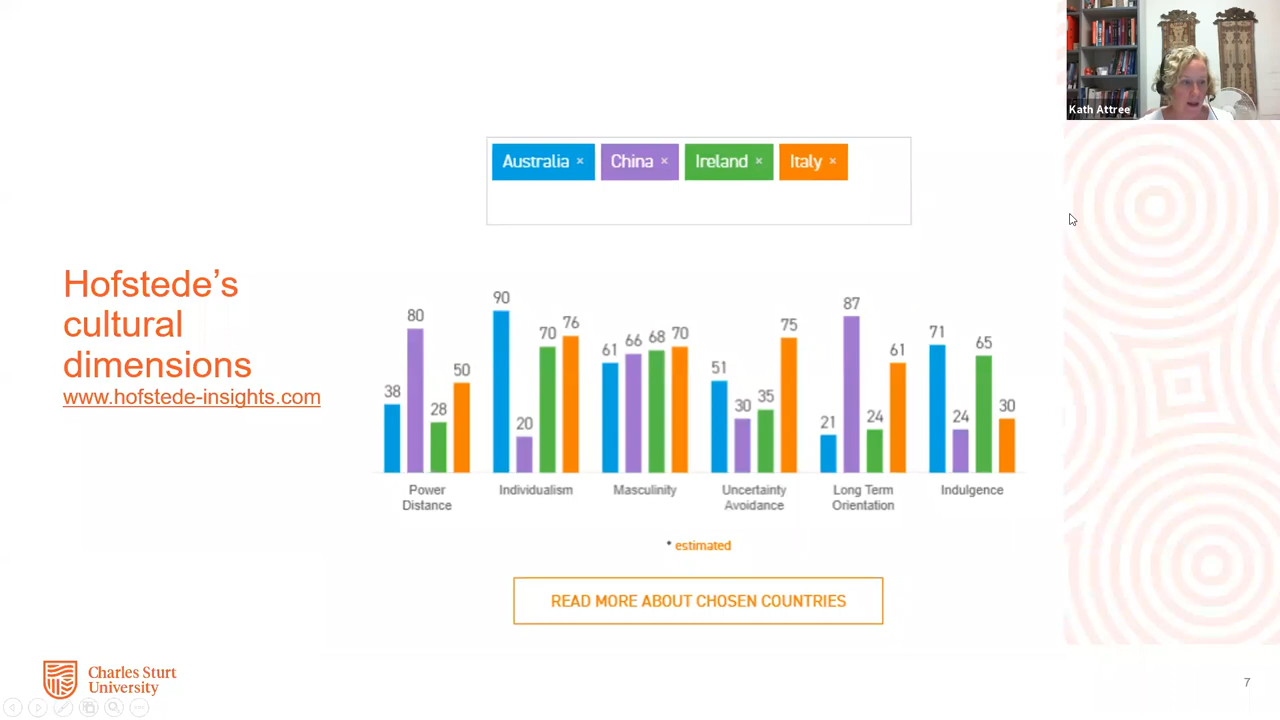 Kath Attree
Australia × China × Ireland × Italy ×
Hofstede's
cultural
dimensions
www.hofstede-insights.com
38 80 28 50
90 20 70 76
61 66 68 70
51 30 35 75
21 87 24 61
71 24 65 30
Power
Distance
Individualism
Masculinity
Uncertainty
Avoidance
Long Term
Orientation
Indulgence
* estimated
READ MORE ABOUT CHOSEN COUNTRIES
Charles Sturt
University
7